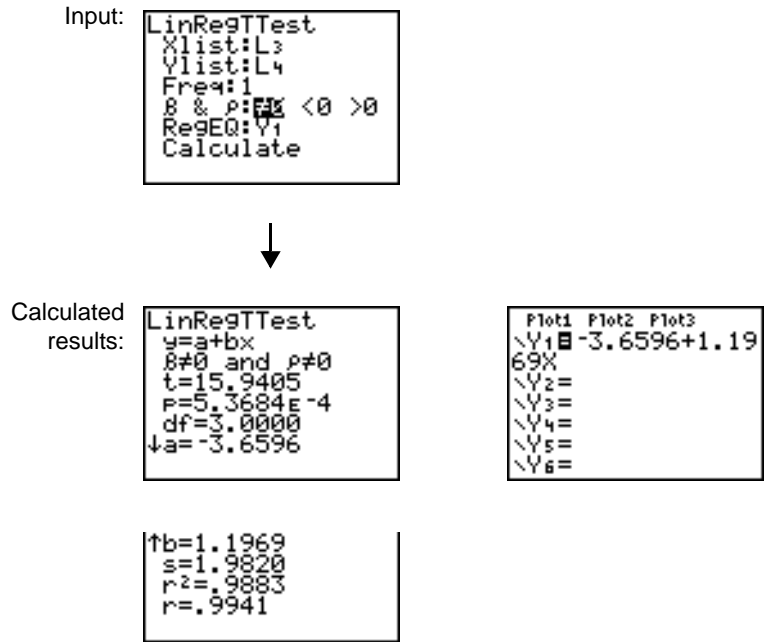 Input:
LinRegTTest
Xlist:L₃
Ylist:L₄
Freq:1
β & ρ:≠0 <0 >0
RegEQ:Y₁
Calculate
Calculated
results:
LinRegTTest
y=a+bx
β≠0 and ρ≠0
t=15.9405
p=5.3684ᴇ-4
df=3.0000
↓a=-3.6596
Plot1 Plot2 Plot3
\Y₁=-3.6596+1.19
69X
\Y₂=
\Y₃=
\Y₄=
\Y₅=
\Y₆=
↑b=1.1969
s=1.9820
r²=.9883
r=.9941